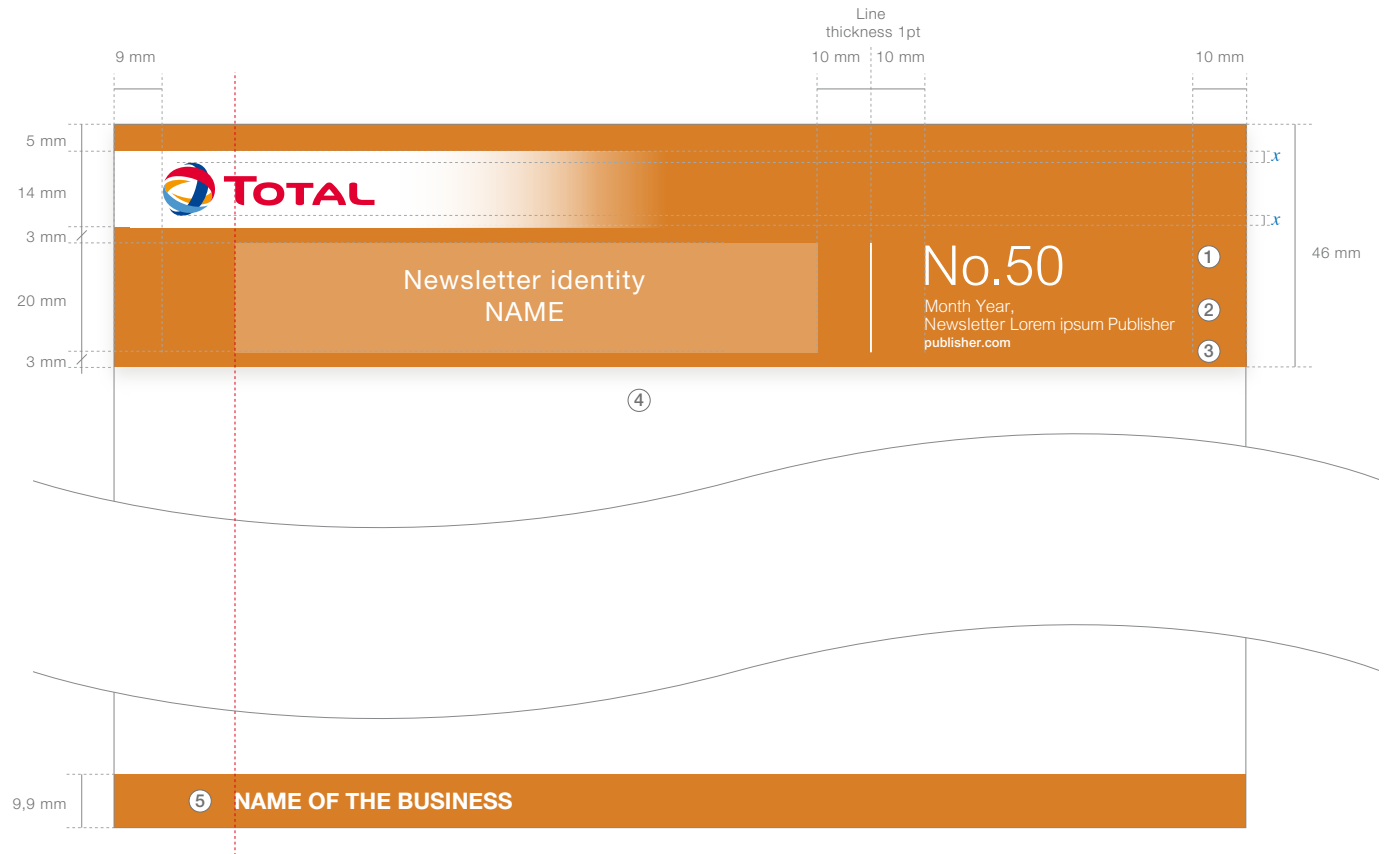 Line
thickness 1pt
9 mm
10 mm
10 mm
10 mm
5 mm
x
TOTAL
14 mm
x
3 mm
Newsletter identity
NAME
No.50
1
46 mm
20 mm
Month Year,
2
Newsletter Lorem ipsum Publisher
publisher.com
3
3 mm
4
9,9 mm
5
NAME OF THE BUSINESS